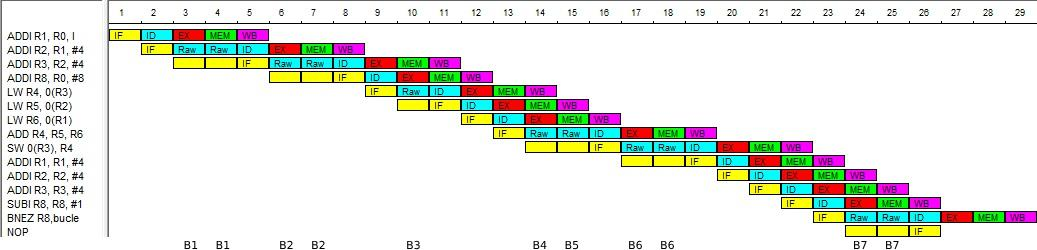 1 2 3 4 5 6 7 8 9 10 11 12 13 14 15 16 17 18 19 20 21 22 23 24 25 26 27 28 29
ADDI R1, R0, I IF ID EX MEM WB
ADDI R2, R1, #4 IF Raw Raw ID EX MEM WB
ADDI R3, R2, #4 IF Raw Raw ID EX MEM WB
ADDI R8, R0, #8 IF ID EX MEM WB
LW R4, 0(R3) IF Raw ID EX MEM WB
LW R5, 0(R2) IF ID EX MEM WB
LW R6, 0(R1) IF ID EX MEM WB
ADD R4, R5, R6 IF Raw Raw ID EX MEM WB
SW 0(R3), R4 IF Raw Raw ID EX MEM WB
ADDI R1, R1, #4 IF ID EX MEM WB
ADDI R2, R2, #4 IF ID EX MEM WB
ADDI R3, R3, #4 IF ID EX MEM WB
SUBI R8, R8, #1 IF ID EX MEM WB
BNEZ R8,bucle IF Raw Raw ID EX MEM WB
NOP IF
B1 B1 B2 B2 B3 B4 B5 B6 B6 B7 B7